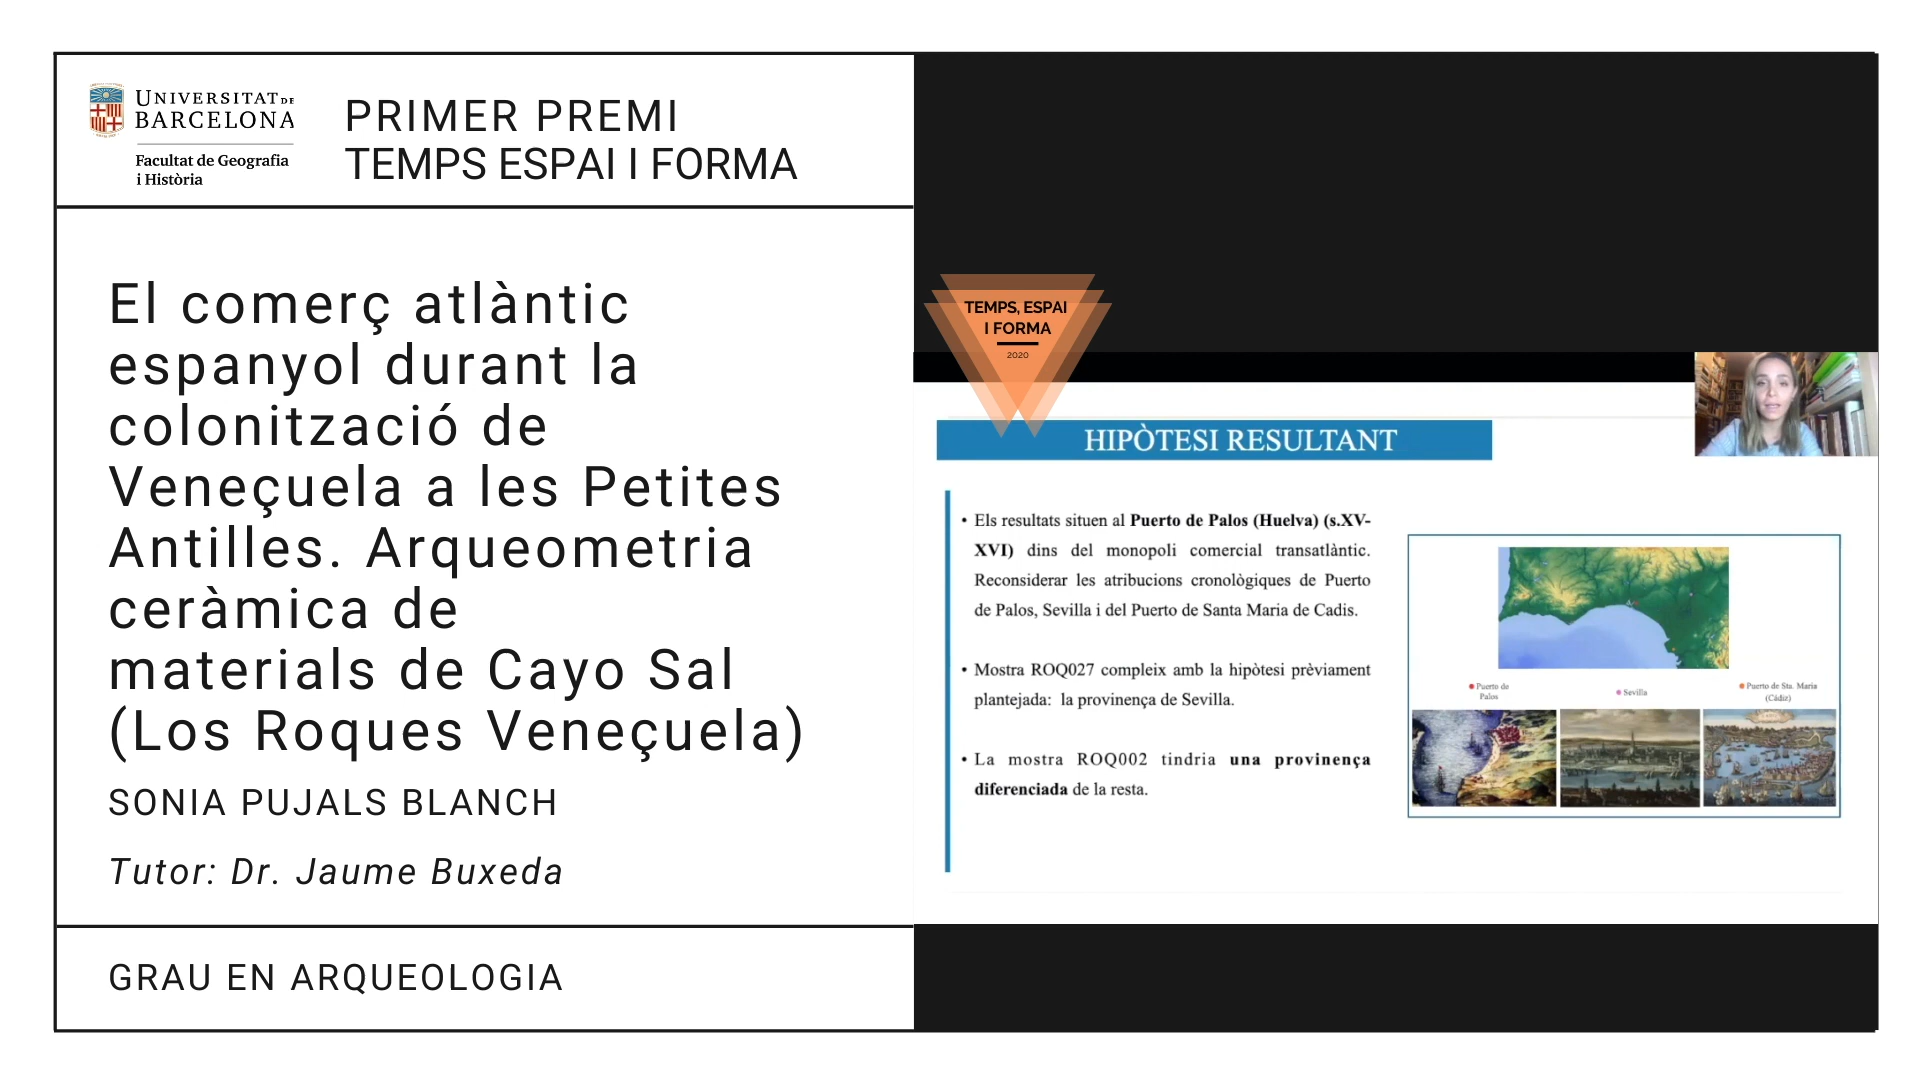 UNIVERSITAT DE
BARCELONA
Facultat de Geografia
i Història
PRIMER PREMI
TEMPS ESPAI I FORMA
El comerç atlàntic
espanyol durant la
colonització de
Veneçuela a les Petites
Antilles. Arqueometria
ceràmica de
materials de Cayo Sal
(Los Roques Veneçuela)
SONIA PUJALS BLANCH
Tutor: Dr. Jaume Buxeda
GRAU EN ARQUEOLOGIA
TEMPS, ESPAI
I FORMA
2020
HIPÒTESI RESULTANT
• Els resultats situen al Puerto de Palos (Huelva) (s.XV-
XVI) dins del monopoli comercial transatlàntic.
Reconsiderar les atribucions cronològiques de Puerto
de Palos, Sevilla i del Puerto de Santa Maria de Cadis.
• Mostra ROQ027 compleix amb la hipòtesi prèviament
plantejada: la provinença de Sevilla.
• La mostra ROQ002 tindria una provinença
diferenciada de la resta.
Puerto de
Palos
Sevilla
Puerto de Sta. Maria
(Cádiz)